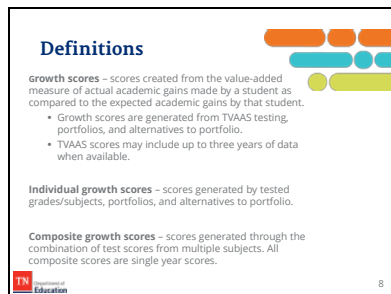 Definitions
Growth scores – scores created from the value-added
measure of actual academic gains made by a student as
compared to the expected academic gains by that student.
• Growth scores are generated from TVAAS testing,
portfolios, and alternatives to portfolio.
• TVAAS scores may include up to three years of data
when available.
Individual growth scores – scores generated by tested
grades/subjects, portfolios, and alternatives to portfolio.
Composite growth scores – scores generated through the
combination of test scores from multiple subjects. All
composite scores are single year scores.
TN
Department of
Education
8